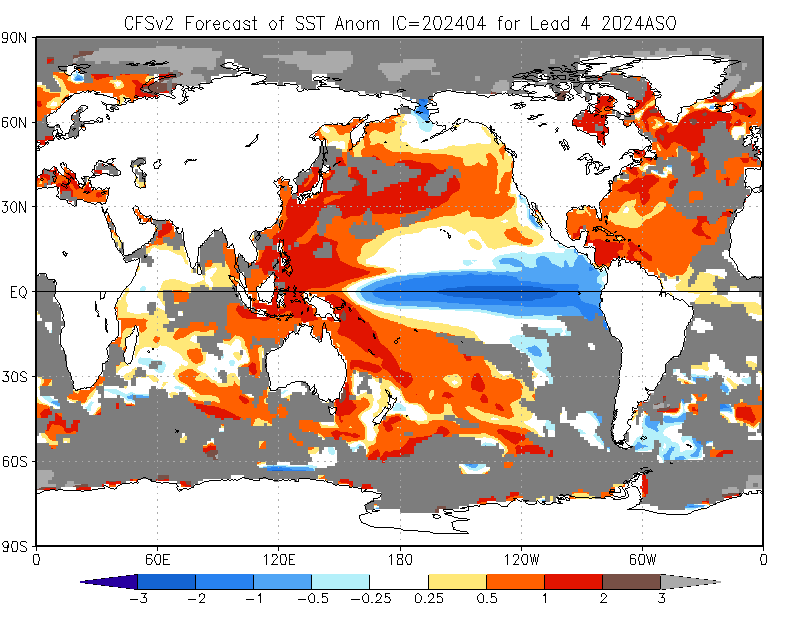 CFSv2 Forecast of SST Anom IC=202404 for Lead 4 2024ASO
90N
60N
30N
EQ
30S
60S
90S
0 60E 120E 180 120W 60W 0
-3 -2 -1 -0.5 -0.25 0.25 0.5 1 2 3